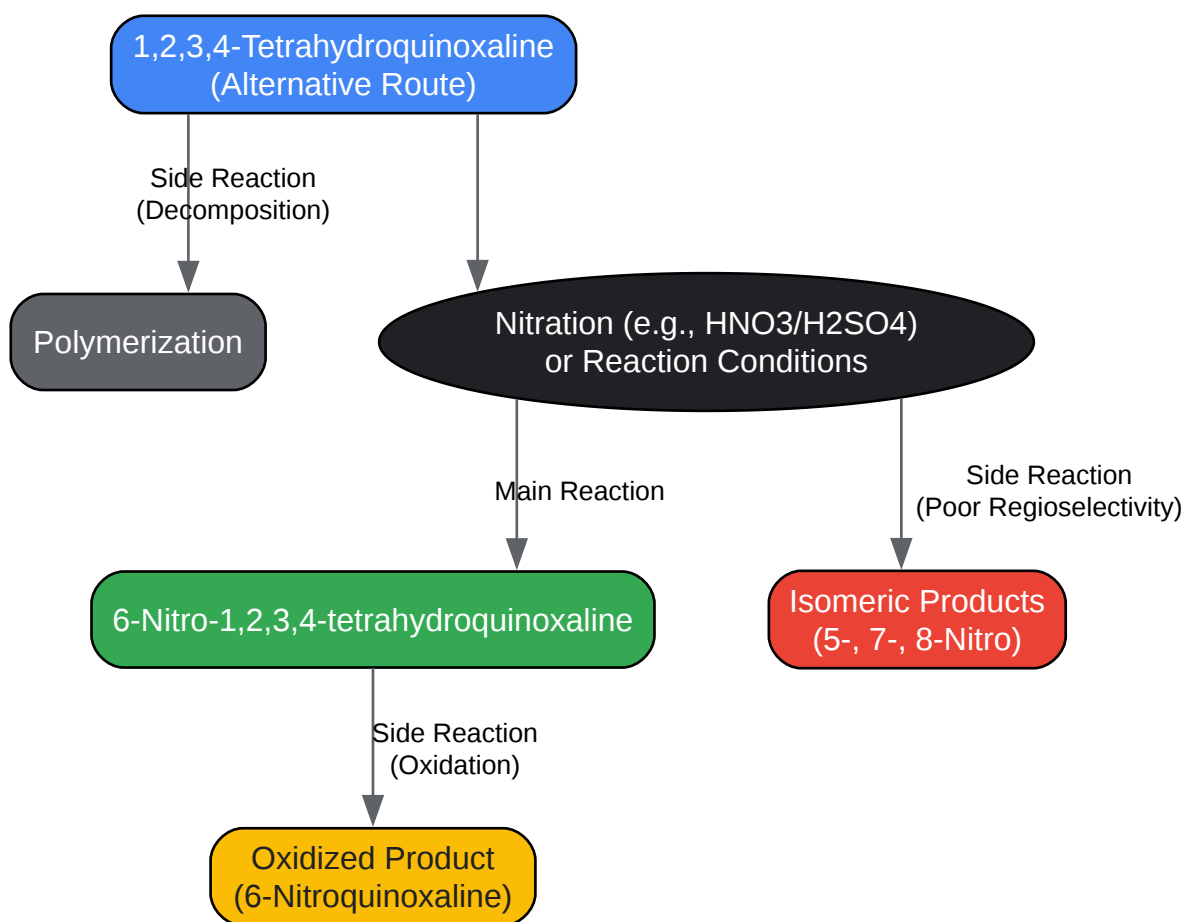 1,2,3,4-Tetrahydroquinoxaline
(Alternative Route)
Side Reaction
(Decomposition)
Polymerization
Nitration (e.g., HNO3/H2SO4)
or Reaction Conditions
Main Reaction
Side Reaction
(Poor Regioselectivity)
6-Nitro-1,2,3,4-tetrahydroquinoxaline
Isomeric Products
(5-, 7-, 8-Nitro)
Side Reaction
(Oxidation)
Oxidized Product
(6-Nitroquinoxaline)